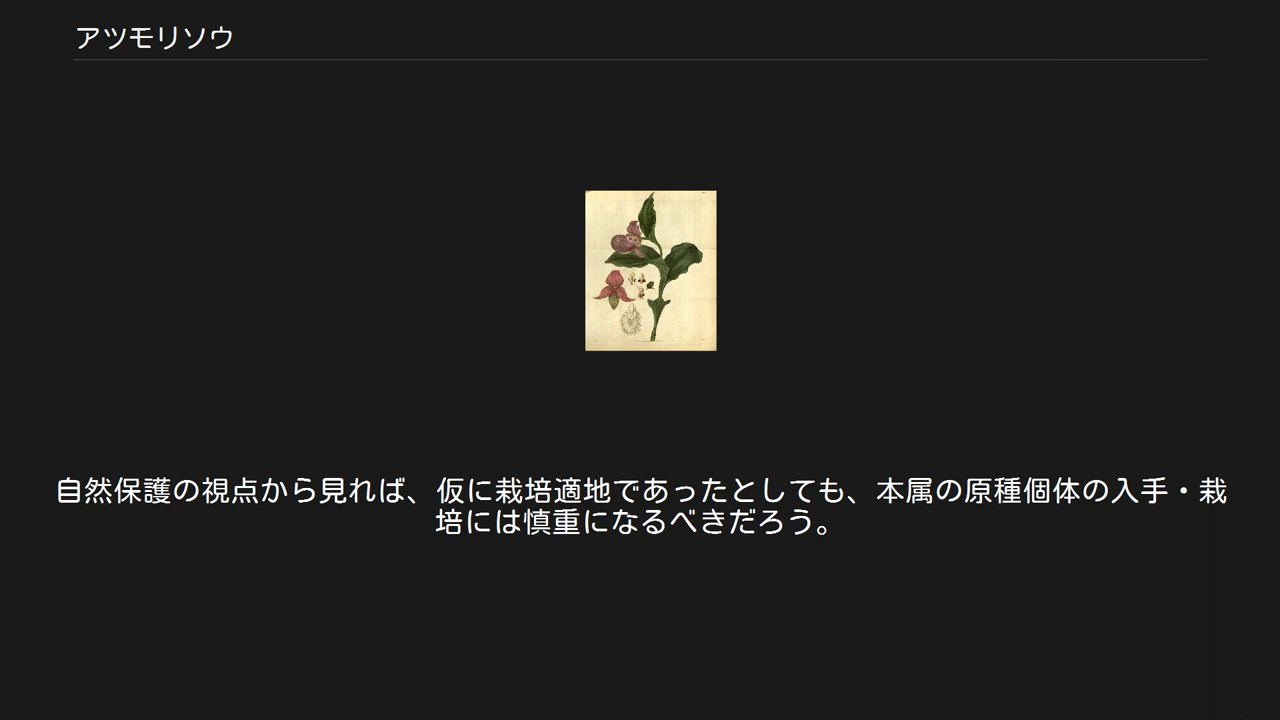 アツモリソウ
自然保護の視点から見れば、仮に栽培適地であったとしても、本属の原種個体の入手・栽
培には慎重になるべきだろう。